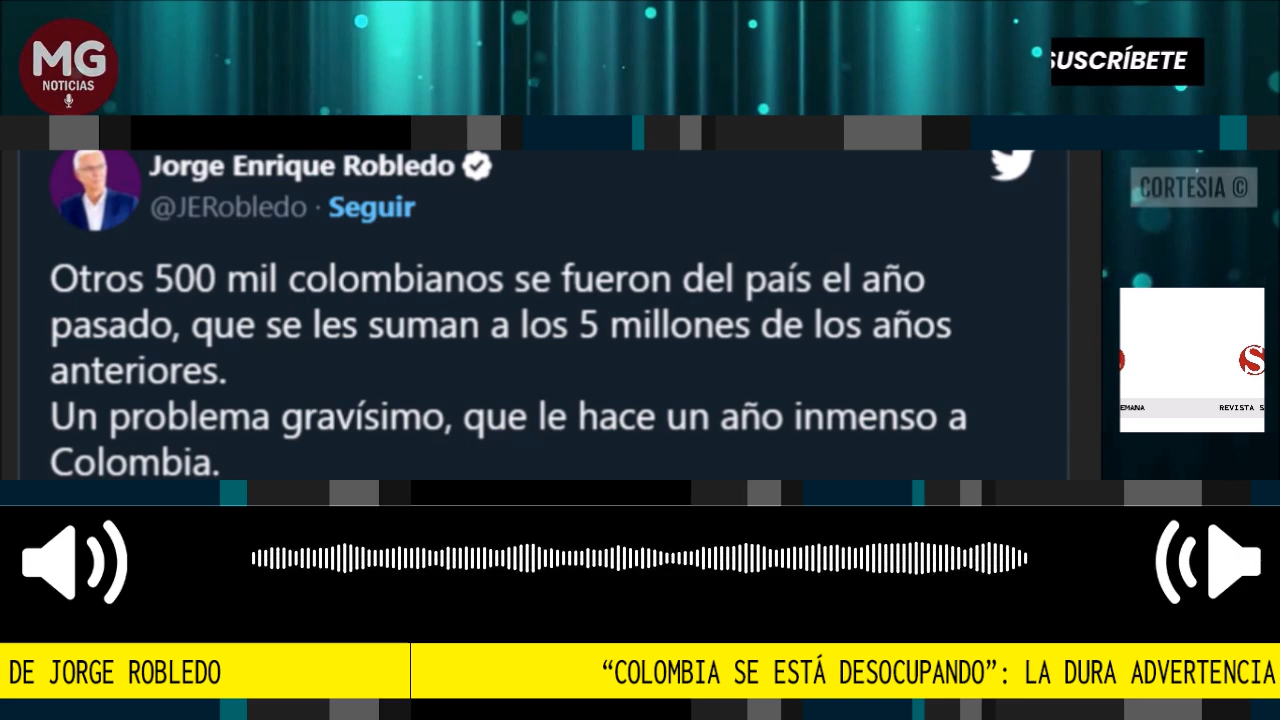 MG
NOTICIAS
SUSCRÍBETE
Jorge Enrique Robledo
@JERobledo · Seguir
CORTESIA ©
Otros 500 mil colombianos se fueron del país el año
pasado, que se les suman a los 5 millones de los años
anteriores.
Un problema gravísimo, que le hace un año inmenso a
Colombia.
S
EMANA REVISTA S
DE JORGE ROBLEDO “COLOMBIA SE ESTÁ DESOCUPANDO”: LA DURA ADVERTENCIA